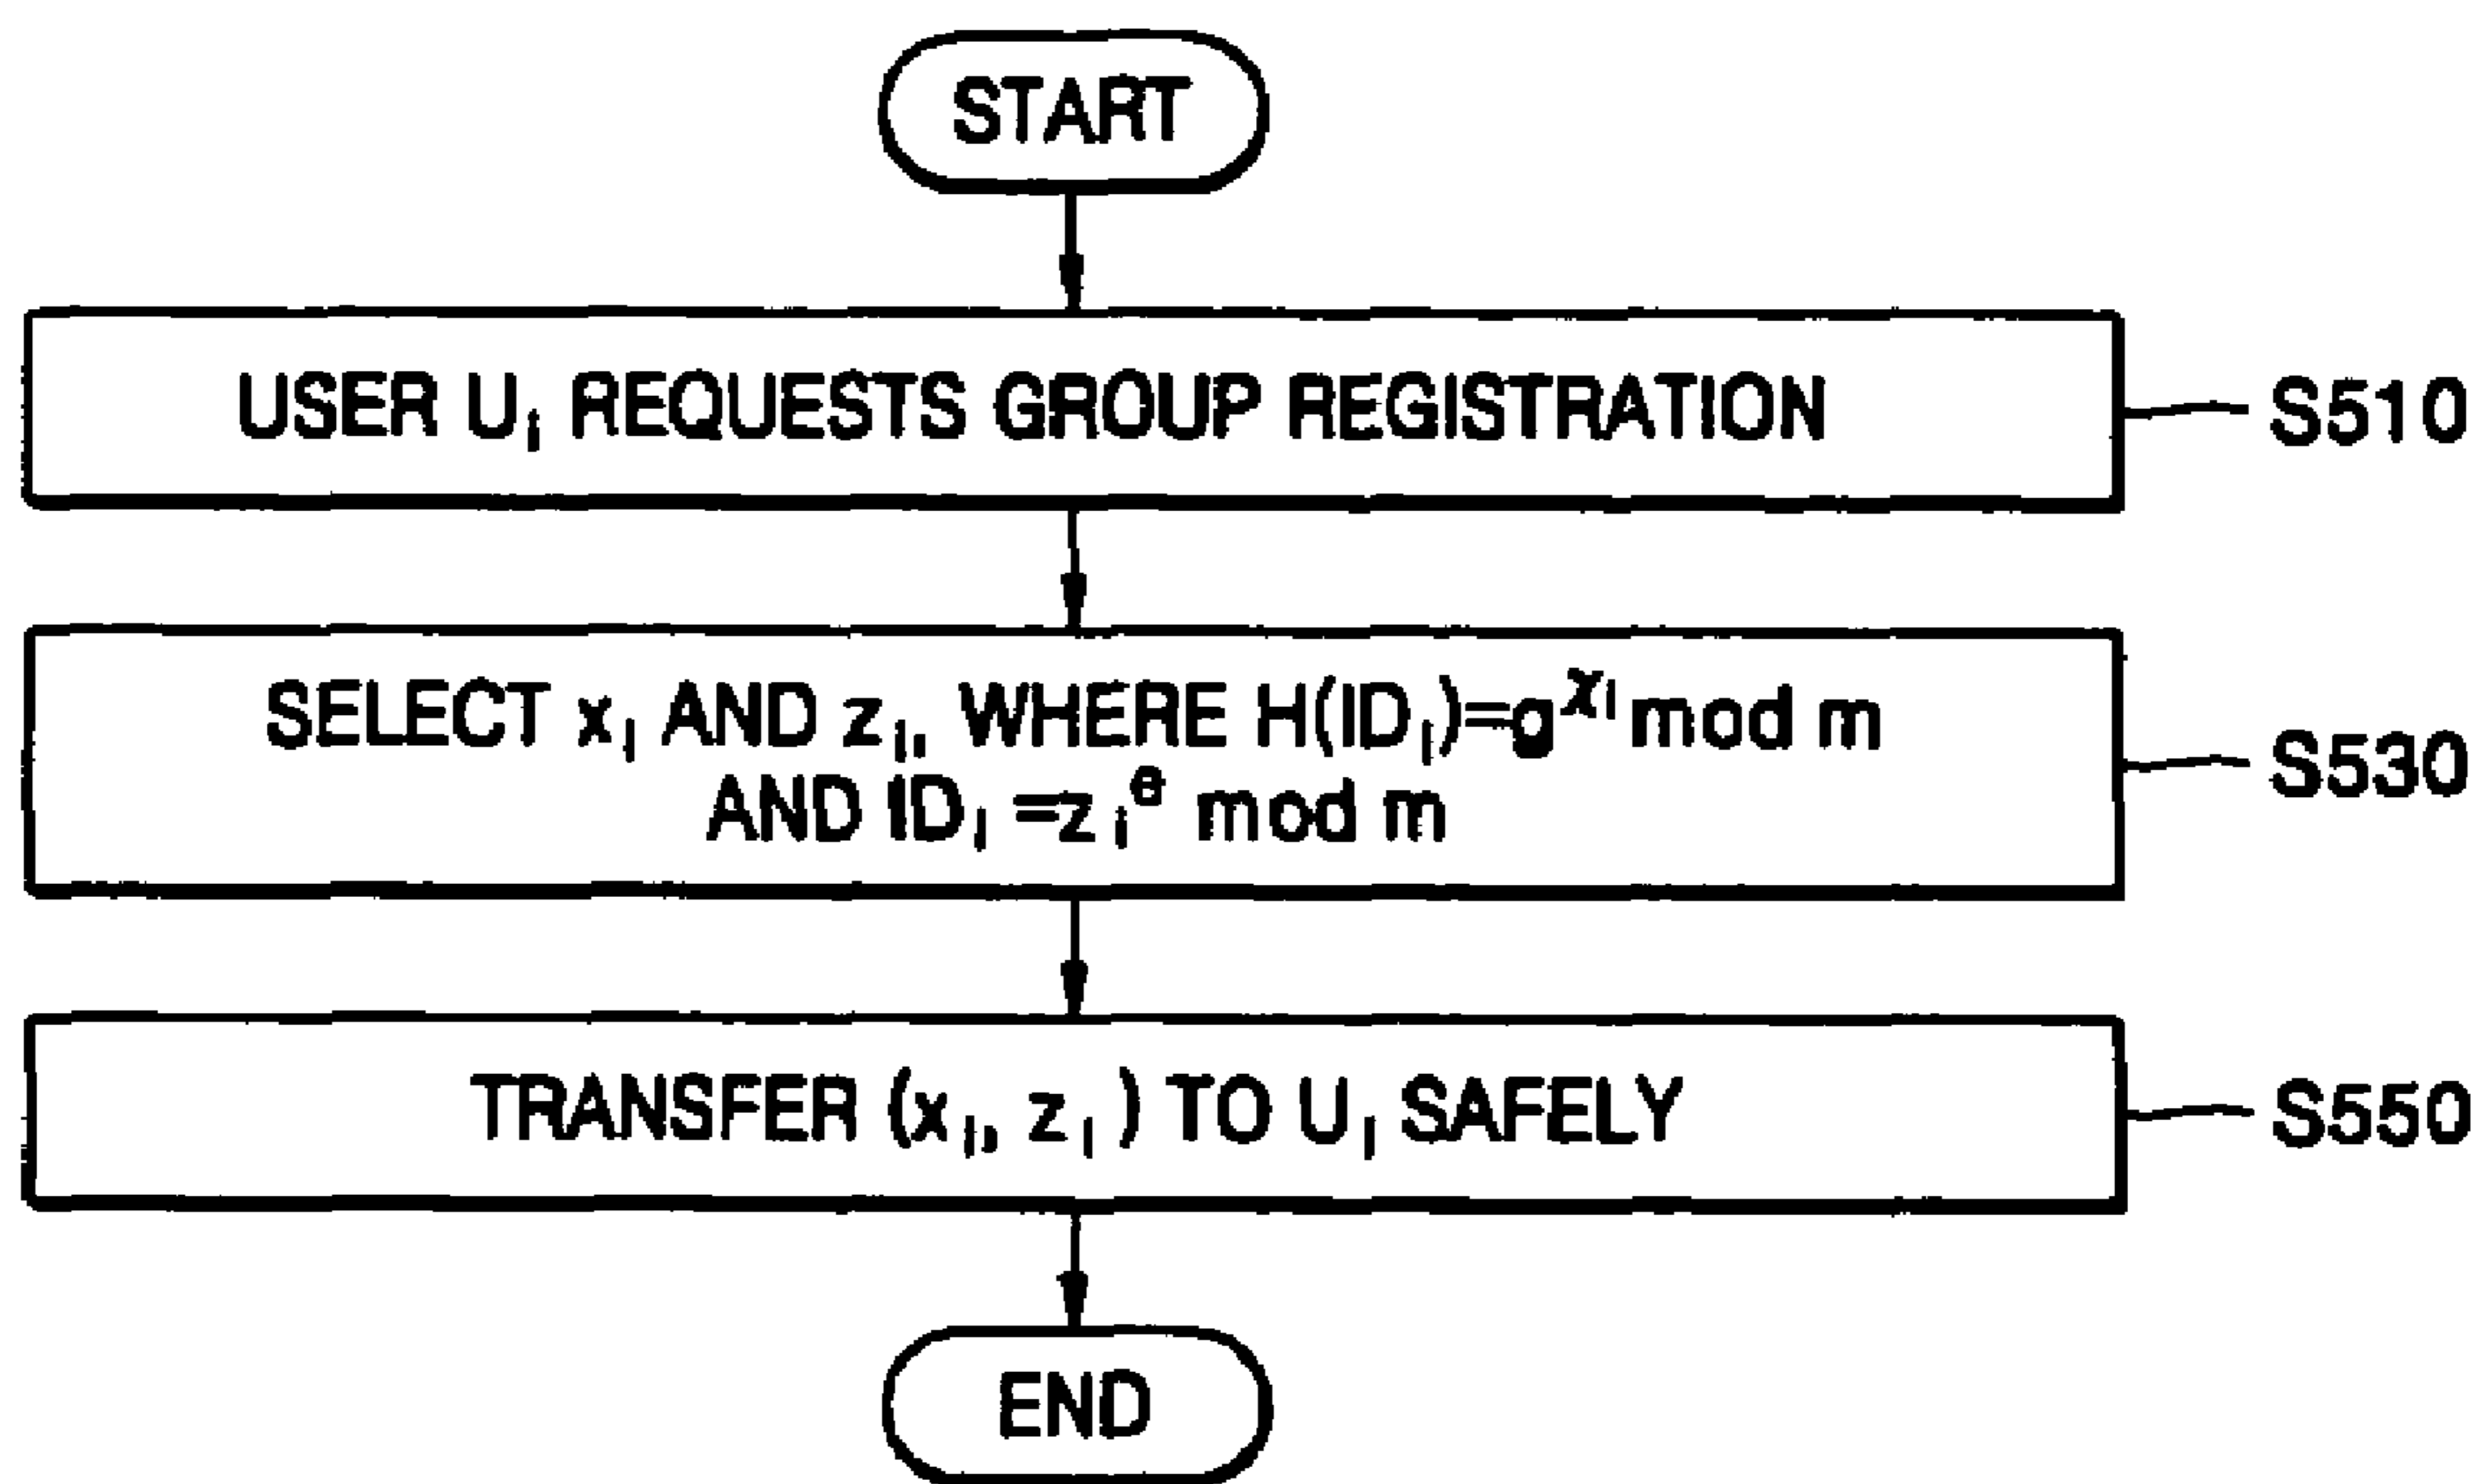 START
USER Uᵢ REQUESTS GROUP REGISTRATION
S510
SELECT xᵢ AND zᵢ, WHERE H(IDᵢ)=g^xᵢ mod m
AND IDᵢ =zᵢ^e mod m
S530
TRANSFER (xᵢ, zᵢ ) TO Uᵢ SAFELY
S550
END